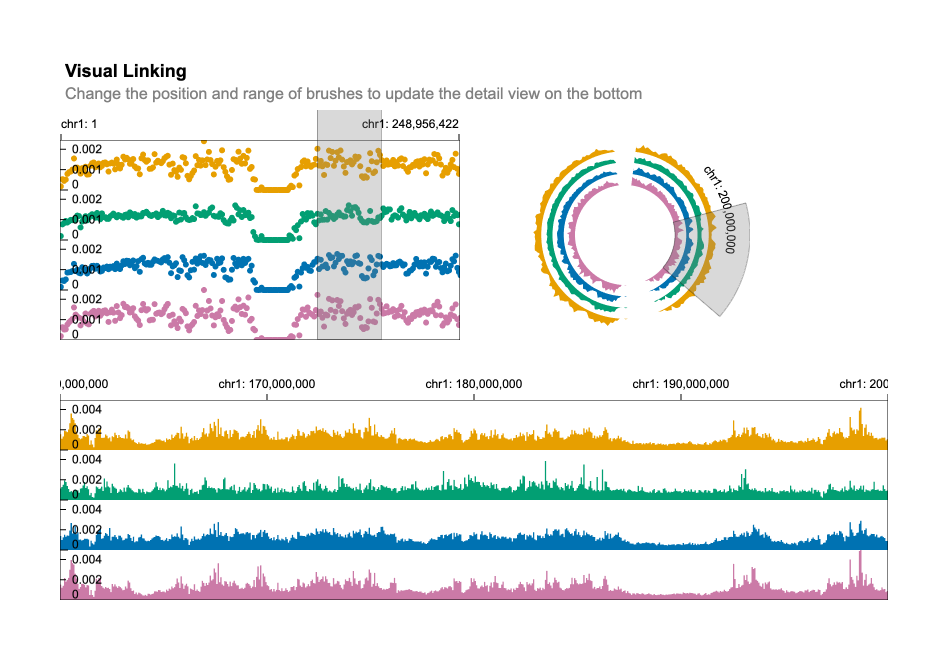 Visual Linking
Change the position and range of brushes to update the detail view on the bottom
chr1: 1
chr1: 248,956,422
0.002
0.001
0
0.002
0.001
0
0.002
0.001
0
0.002
0.001
0
chr1: 200,000,000
0,000,000
chr1: 170,000,000
chr1: 180,000,000
chr1: 190,000,000
chr1: 200
0.004
0.002
0
0.004
0.002
0
0.004
0.002
0
0.004
0.002
0